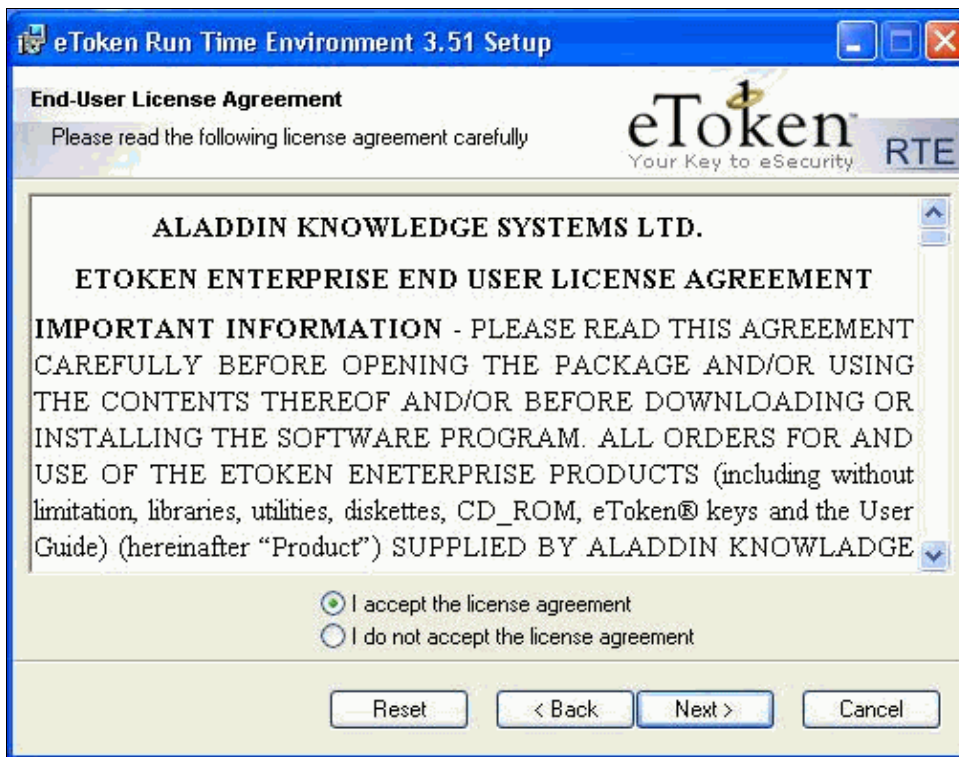 eToken Run Time Environment 3.51 Setup
End-User License Agreement
Please read the following license agreement carefully
eToken
Your Key to eSecurity
RTE
ALADDIN KNOWLEDGE SYSTEMS LTD.
ETOKEN ENTERPRISE END USER LICENSE AGREEMENT
IMPORTANT INFORMATION - PLEASE READ THIS AGREEMENT
CAREFULLY BEFORE OPENING THE PACKAGE AND/OR USING
THE CONTENTS THEREOF AND/OR BEFORE DOWNLOADING OR
INSTALLING THE SOFTWARE PROGRAM. ALL ORDERS FOR AND
USE OF THE ETOKEN ENETERPRISE PRODUCTS (including without
limitation, libraries, utilities, diskettes, CD_ROM, eToken® keys and the User
Guide) (hereinafter “Product”) SUPPLIED BY ALADDIN KNOWLADGE
I accept the license agreement
I do not accept the license agreement
Reset
< Back
Next >
Cancel